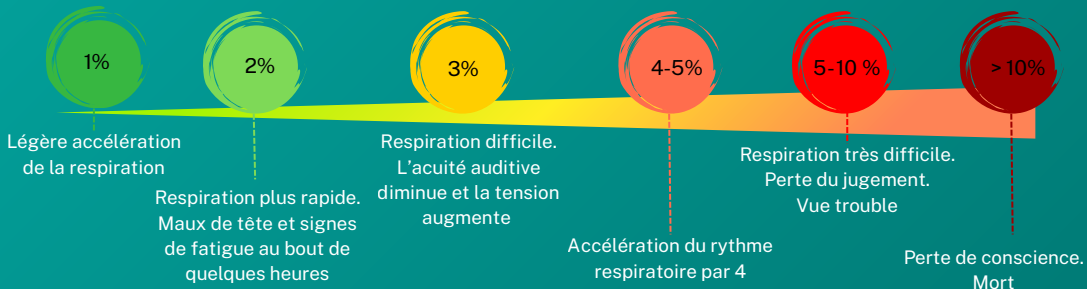 1%
Légère accélération
de la respiration
2%
Respiration plus rapide.
Maux de tête et signes
de fatigue au bout de
quelques heures
3%
Respiration difficile.
L'acuité auditive
diminue et la tension
augmente
4-5%
Accélération du rythme
respiratoire par 4
5-10 %
Respiration très difficile.
Perte du jugement.
Vue trouble
> 10%
Perte de conscience.
Mort